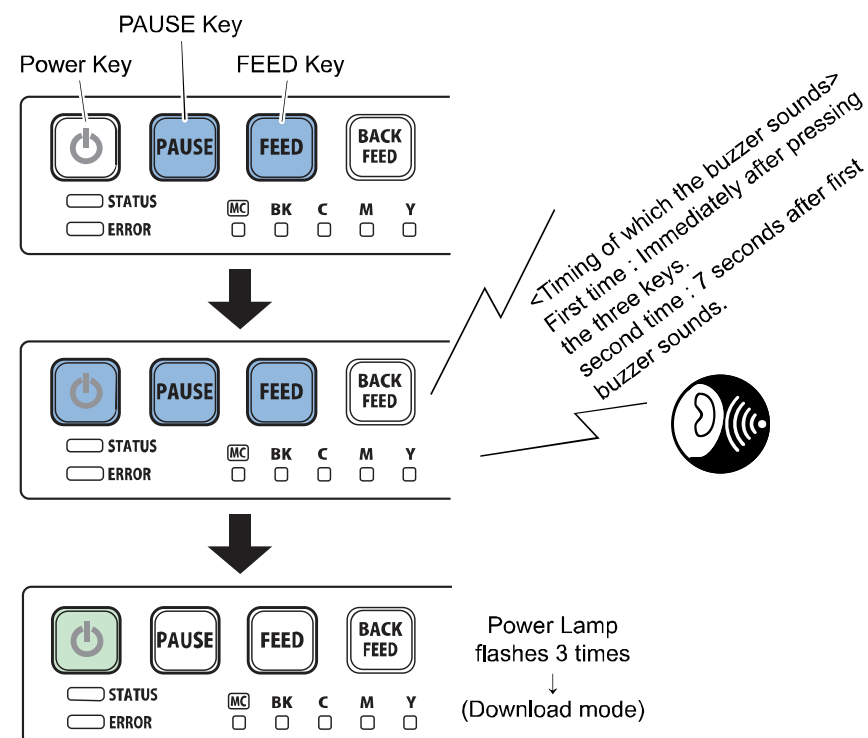 PAUSE Key
Power Key
FEED Key
PAUSE
FEED
BACK
FEED
STATUS
ERROR
MC BK C M Y
<Timing of which the buzzer sounds>
First time : Immediately after pressing
the three keys.
second time : 7 seconds after first
buzzer sounds.
PAUSE
FEED
BACK
FEED
STATUS
ERROR
MC BK C M Y
PAUSE
FEED
BACK
FEED
STATUS
ERROR
MC BK C M Y
Power Lamp
flashes 3 times
↓
(Download mode)